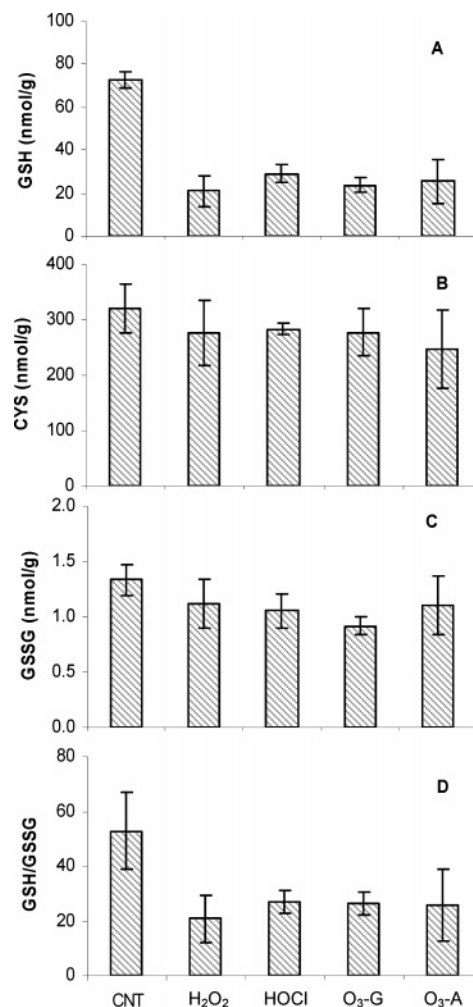 100
80
60
40
20
0
GSH (nmol/g)
A
400
300
200
100
0
CYS (nmol/g)
B
2.0
1.5
1.0
0.5
0.0
GSSG (nmol/g)
C
80
60
40
20
0
GSH/GSSG
D
CNT H₂O₂ HOCl O₃-G O₃-A